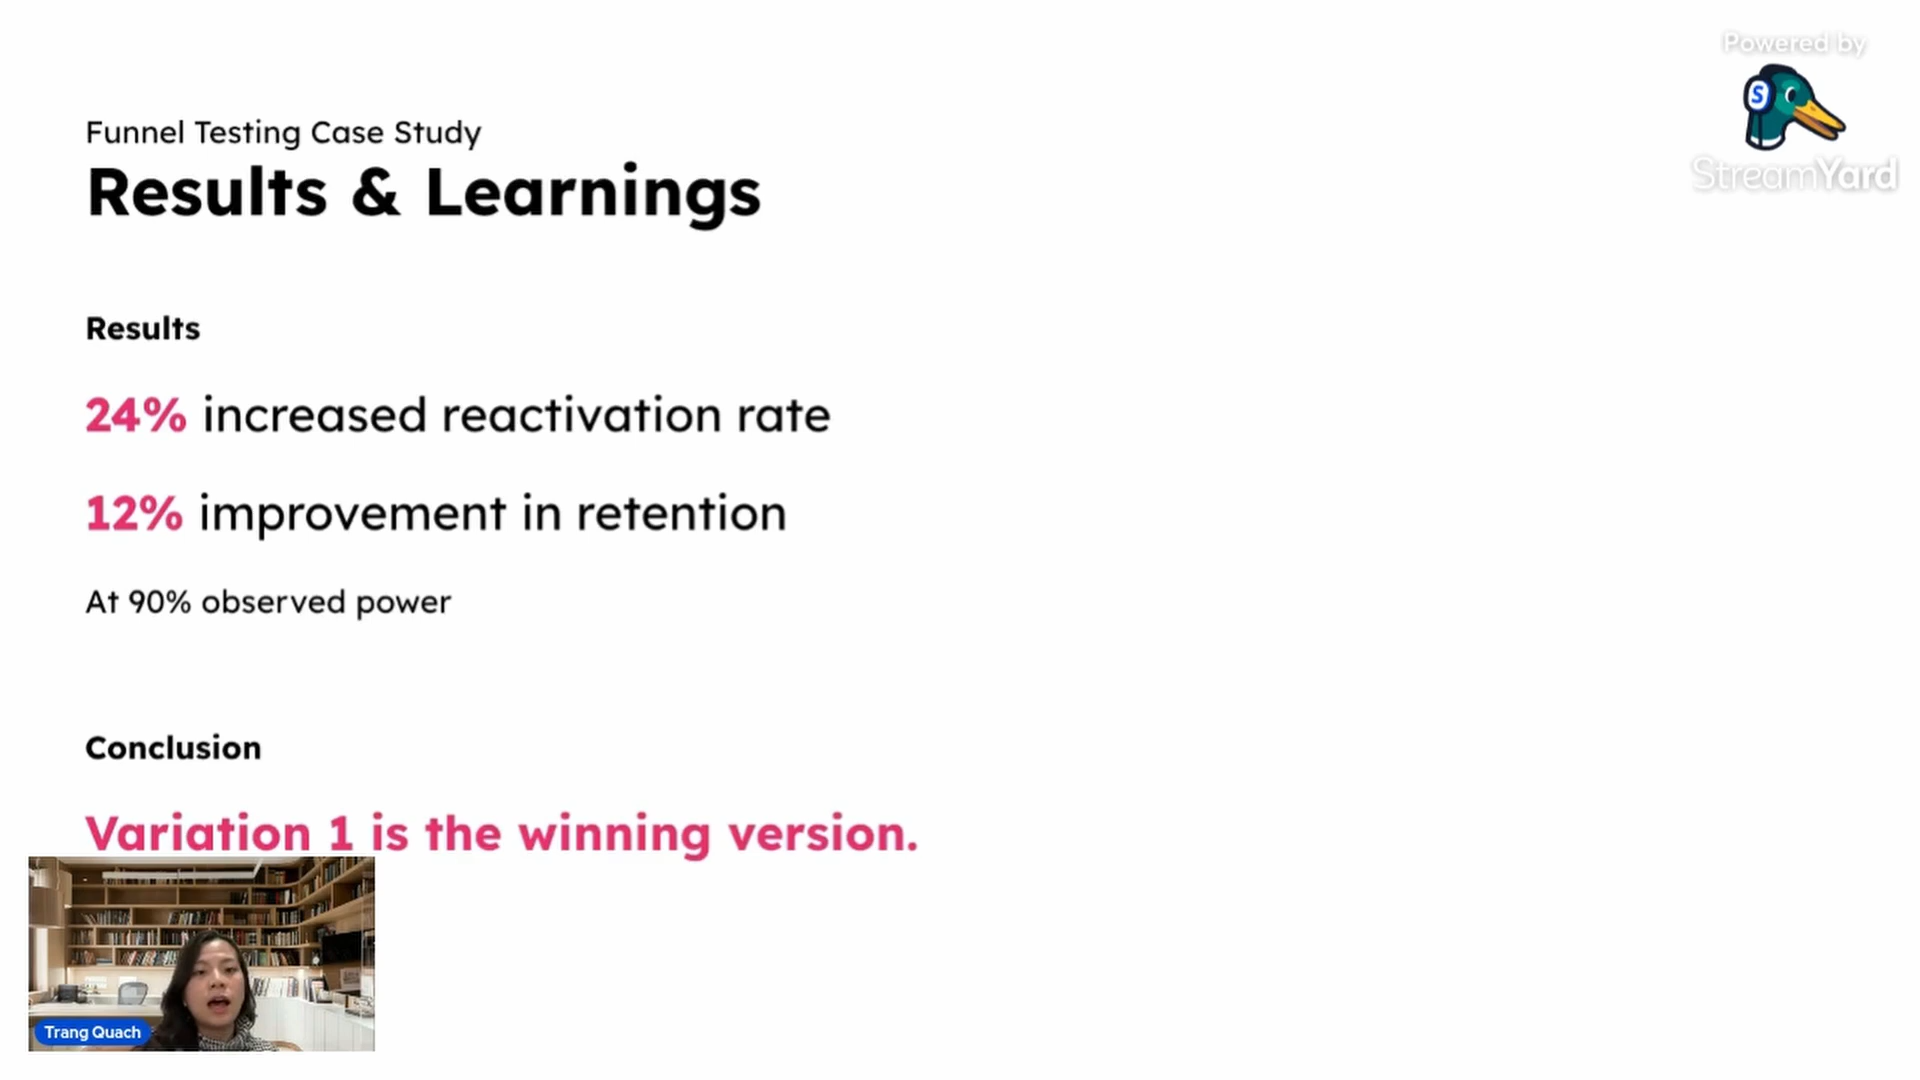 Powered by
S
StreamYard
Funnel Testing Case Study
Results & Learnings
Results
24% increased reactivation rate
12% improvement in retention
At 90% observed power
Conclusion
Variation 1 is the winning version.
Trang Quach